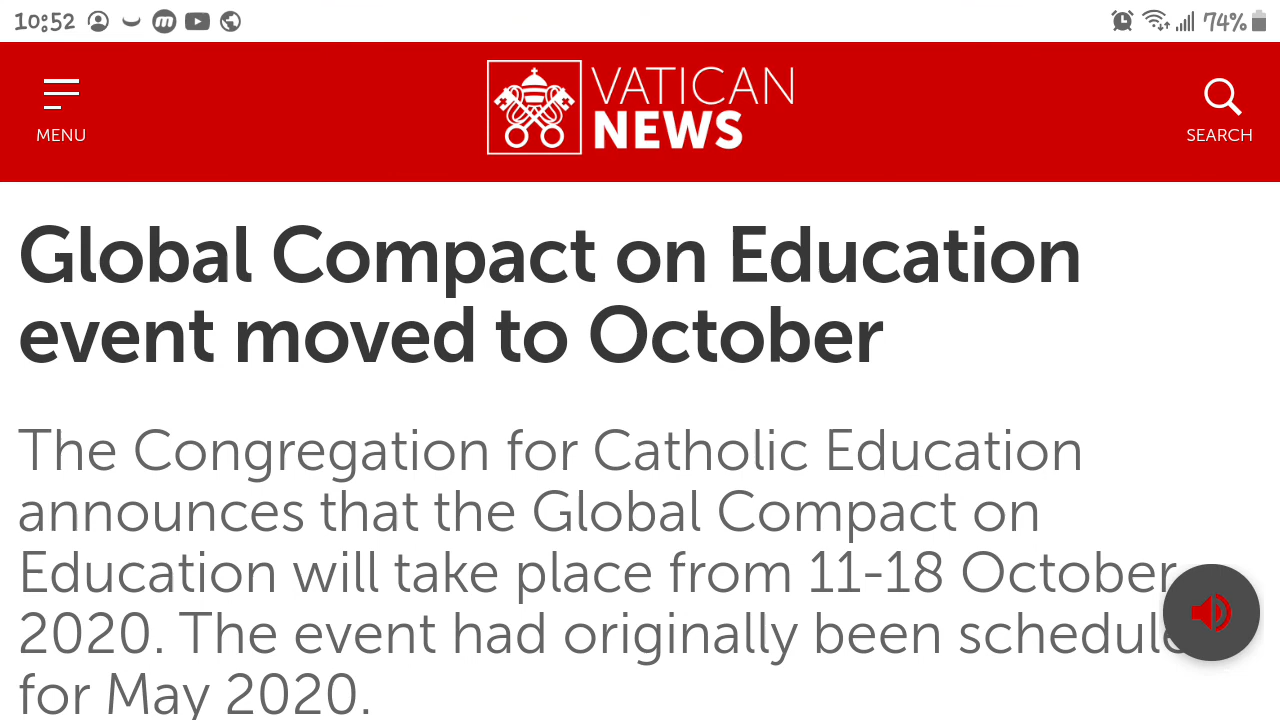 10:52
74%
MENU
VATICAN
NEWS
SEARCH
Global Compact on Education
event moved to October
The Congregation for Catholic Education
announces that the Global Compact on
Education will take place from 11-18 October
2020. The event had originally been schedule
for May 2020.